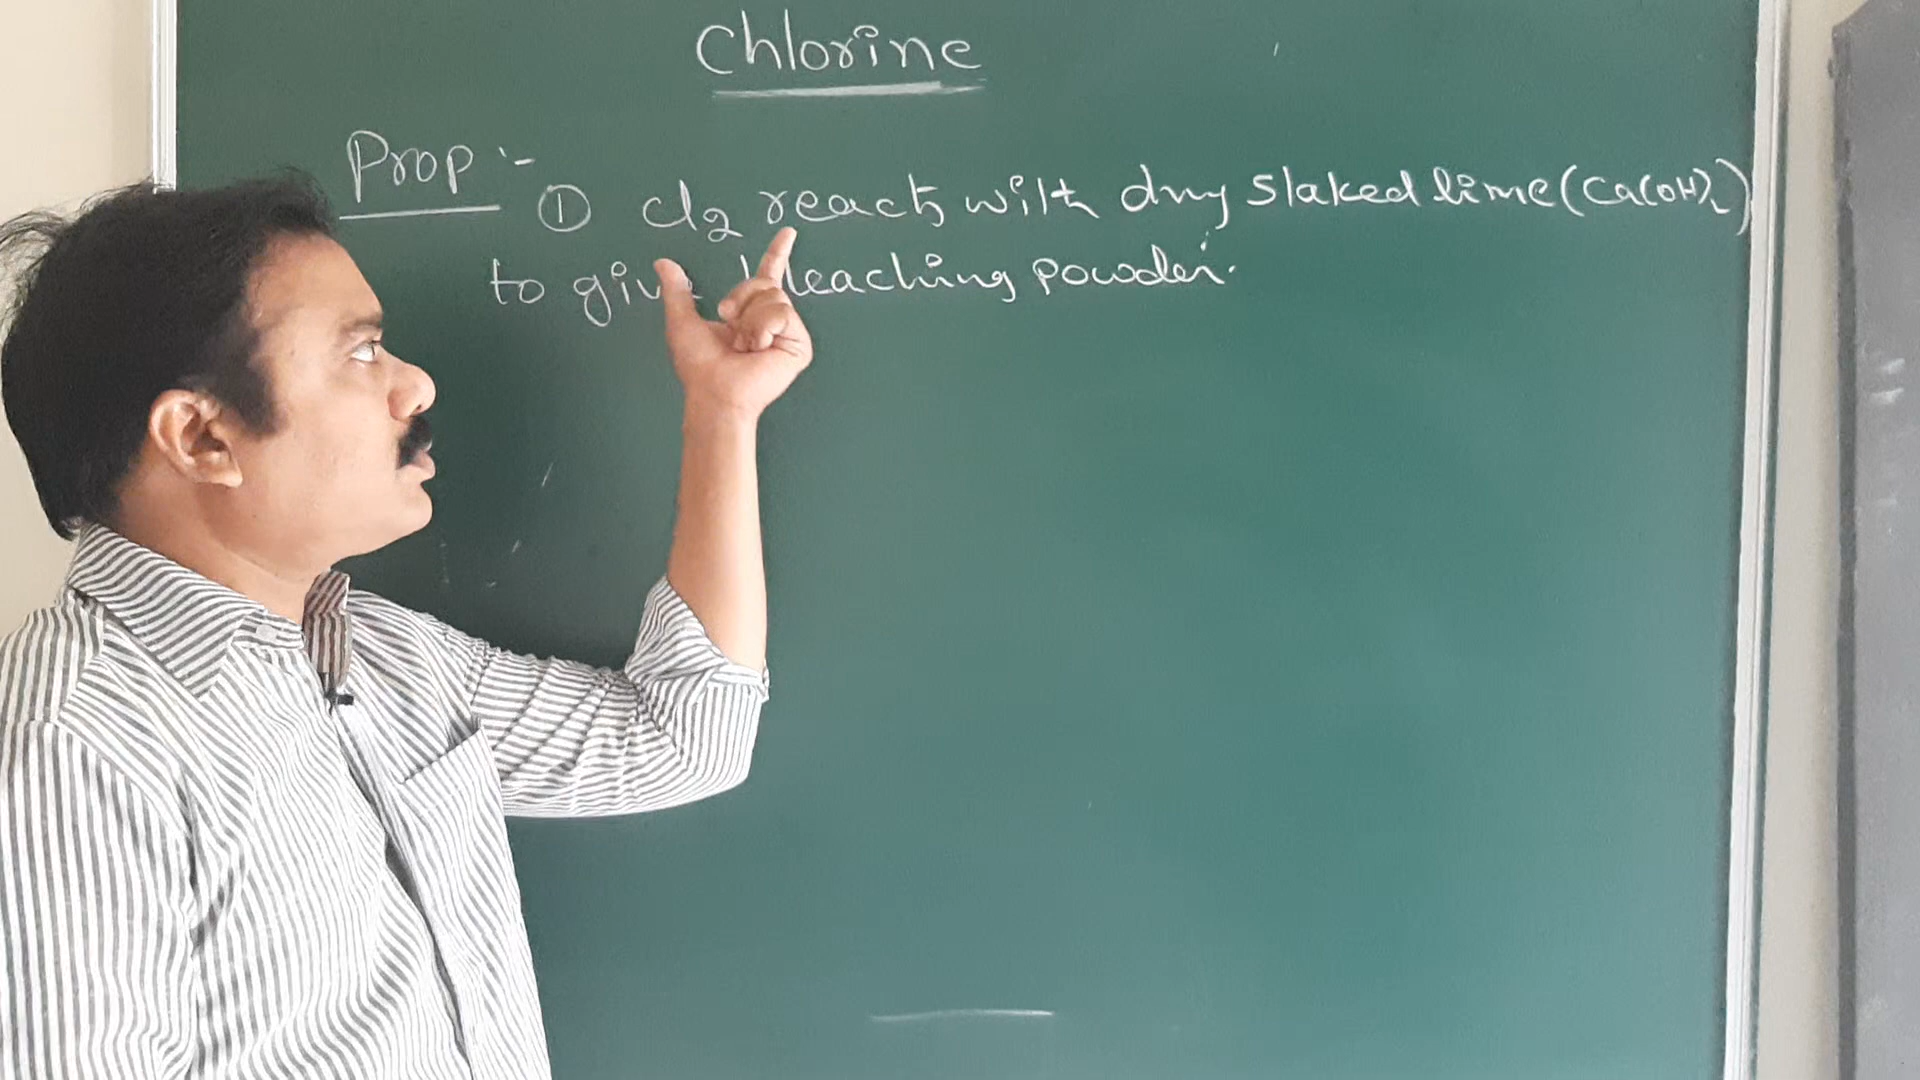 Chlorine
Prop :- ① Cl2 reacts with dry slaked lime (Ca(OH)2)
to give bleaching powder.